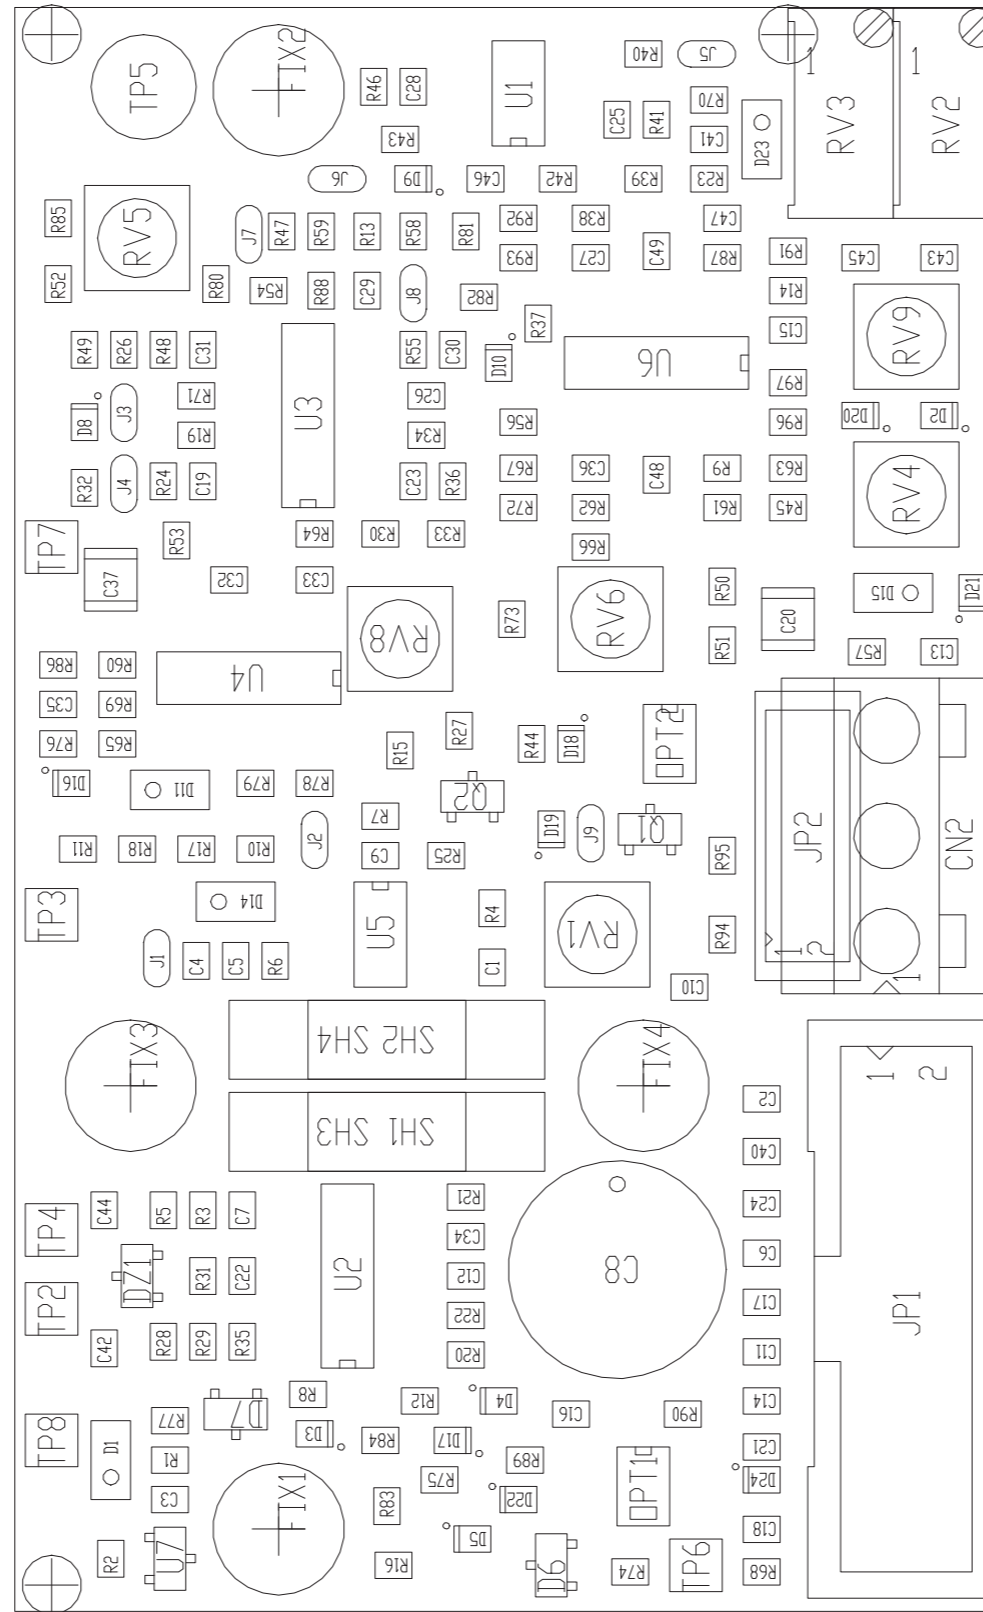 FIX2
R40
J5
1
1
TP5
R46
C28
U1
R70
C25
R41
C41
D23
RV3
RV2
R43
J6
D9
C46
R42
R39
R23
R85
RV5
J7
R47
R59
R13
R58
R81
R92
R38
C47
R93
C27
C49
R87
R91
C45
C43
R52
R80
R54
R88
C29
J8
R82
R14
R37
C15
RV9
R49
R26
R48
C31
R55
C30
D10
U6
R97
R71
C26
D8
J3
U3
R19
R34
R56
R96
D20
D2
R32
J4
R24
C19
C23
R36
R67
C36
C48
R9
R63
RV4
R72
R62
R61
R45
TP7
R53
R64
R30
R33
R66
C37
C32
C33
R50
D15
D21
RV8
R73
RV6
C20
R51
R57
C13
R86
R60
U4
C35
R69
R76
R65
R15
R27
R44
D18
OPT2
D16
D11
R79
R78
Q2
R7
D19
J9
Q1
JP2
CN2
R11
R18
R17
R10
J2
C9
R25
R95
TP3
D14
U5
R4
RV1
R94
1
2
J1
C4
C5
R6
C1
C10
1
SH4 SH2
FIX3
FIX4
1
2
SH3 SH1
C2
C40
TP4
C44
R5
R3
C7
R21
C24
C34
DZ1
R31
C22
U2
C12
C8
C6
TP2
R22
C17
JP1
C42
R28
R29
R35
R20
C11
R8
R12
D4
C14
TP8
D1
R77
D7
D3
R84
D17
C16
R90
C21
R1
R75
R89
OPT1
D24
C3
FIX1
R83
D22
R2
U7
R16
D5
D6
R74
TP6
C18
R68